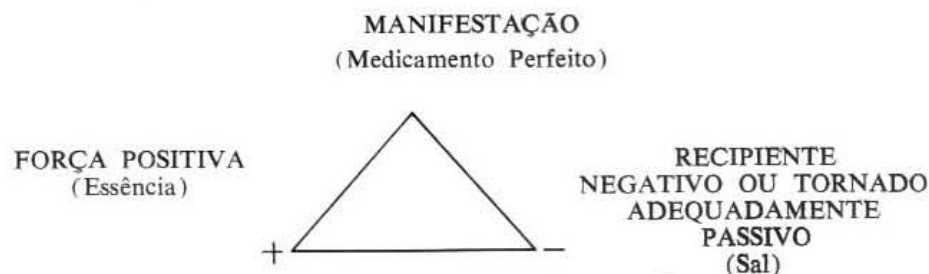 MANIFESTAÇÃO
(Medicamento Perfeito)
FORÇA POSITIVA
(Essência)
RECIPIENTE
NEGATIVO OU TORNADO
ADEQUADAMENTE
PASSIVO
(Sal)
+
−